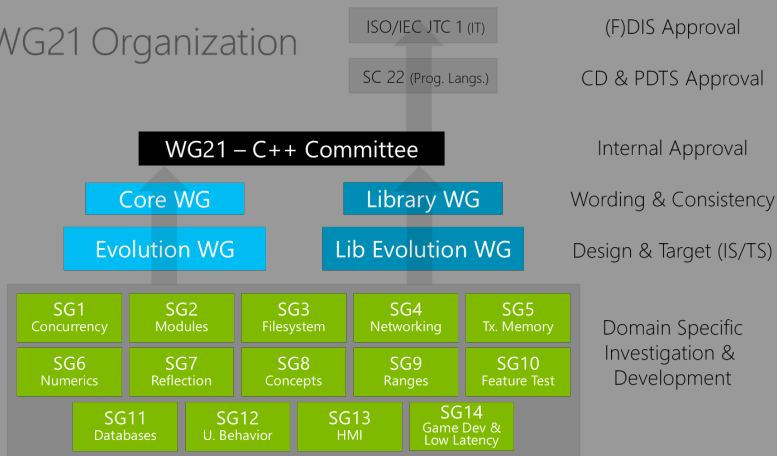 WG21 Organization
ISO/IEC JTC 1 (IT)
(F)DIS Approval
SC 22 (Prog. Langs.)
CD & PDTS Approval
WG21 – C++ Committee
Internal Approval
Core WG
Library WG
Wording & Consistency
Evolution WG
Lib Evolution WG
Design & Target (IS/TS)
SG1
Concurrency
SG2
Modules
SG3
Filesystem
SG4
Networking
SG5
Tx. Memory
SG6
Numerics
SG7
Reflection
SG8
Concepts
SG9
Ranges
SG10
Feature Test
SG11
Databases
SG12
U. Behavior
SG13
HMI
SG14
Game Dev &
Low Latency
Domain Specific
Investigation &
Development